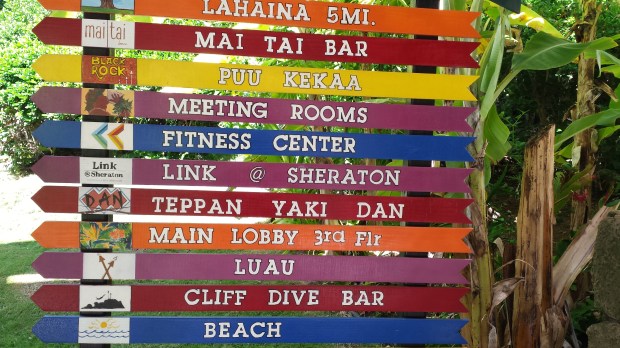 LAHAINA 5MI.
mai tai MAI TAI BAR
BLACK ROCK PUU KEKAA
MEETING ROOMS
FITNESS CENTER
Link @Sheraton LINK @ SHERATON
DAN TEPPAN YAKI DAN
MAIN LOBBY 3rd Flr
LUAU
CLIFF DIVE BAR
BEACH